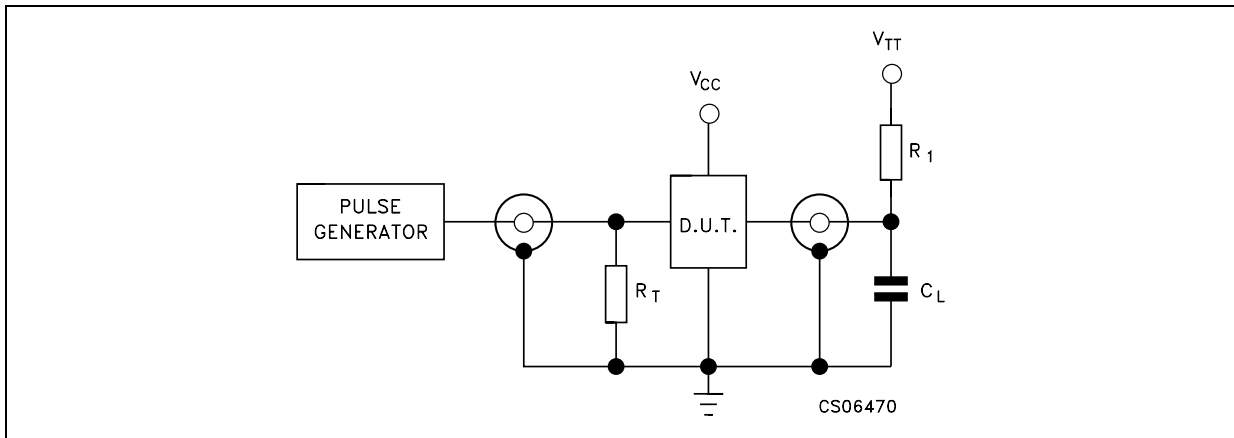 V_TT
V_CC
R_1
PULSE
GENERATOR
D.U.T.
R_T
C_L
CS06470